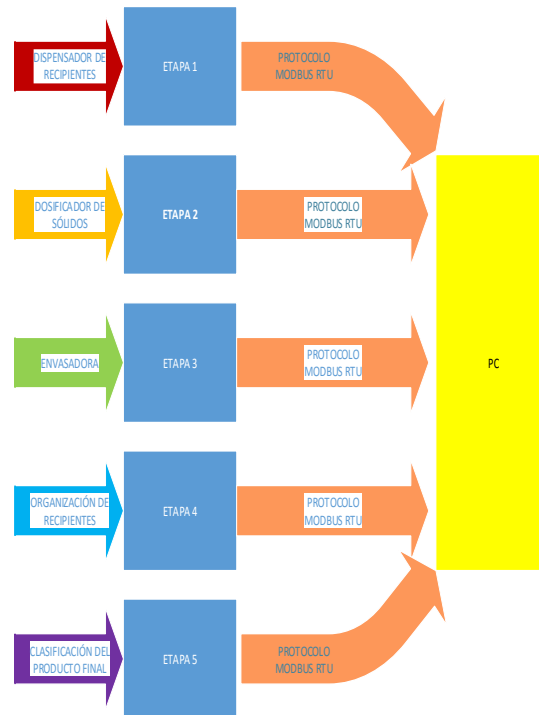 DISPENSADOR DE
RECIPIENTES
ETAPA 1
PROTOCOLO
MODBUS RTU
DOSIFICADOR DE
SÓLIDOS
ETAPA 2
PROTOCOLO
MODBUS RTU
ENVASADORA
ETAPA 3
PROTOCOLO
MODBUS RTU
PC
ORGANIZACIÓN DE
RECIPIENTES
ETAPA 4
PROTOCOLO
MODBUS RTU
CLASIFICACIÓN DEL
PRODUCTO FINAL
ETAPA 5
PROTOCOLO
MODBUS RTU